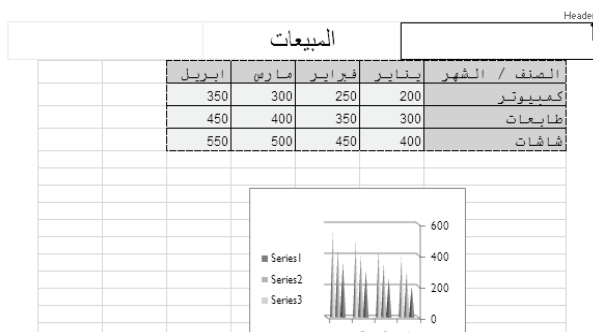 Header
المبيعات
الصنف / الشهر يناير فبراير مارس ابريل
كمبيوتر 200 250 300 350
طابعات 300 350 400 450
شاشات 400 450 500 550
600
400
200
0
Series1
Series2
Series3